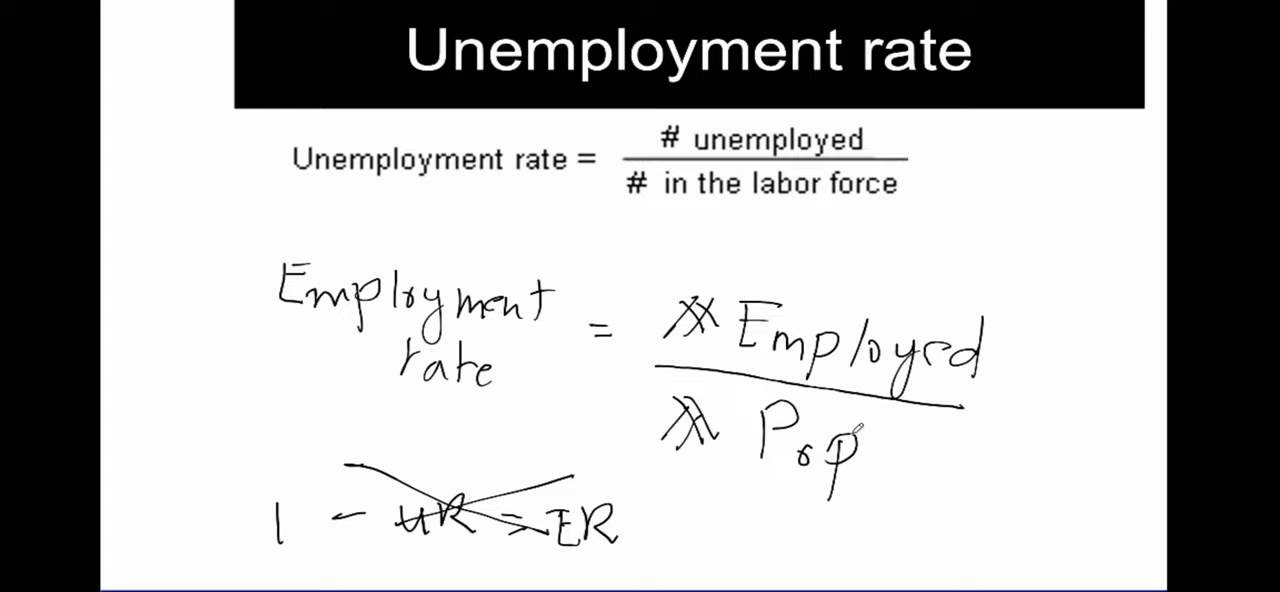 Unemployment rate
Unemployment rate = # unemployed
# in the labor force
Employment
rate
= # Employed
# Pop
1 - UR = ER